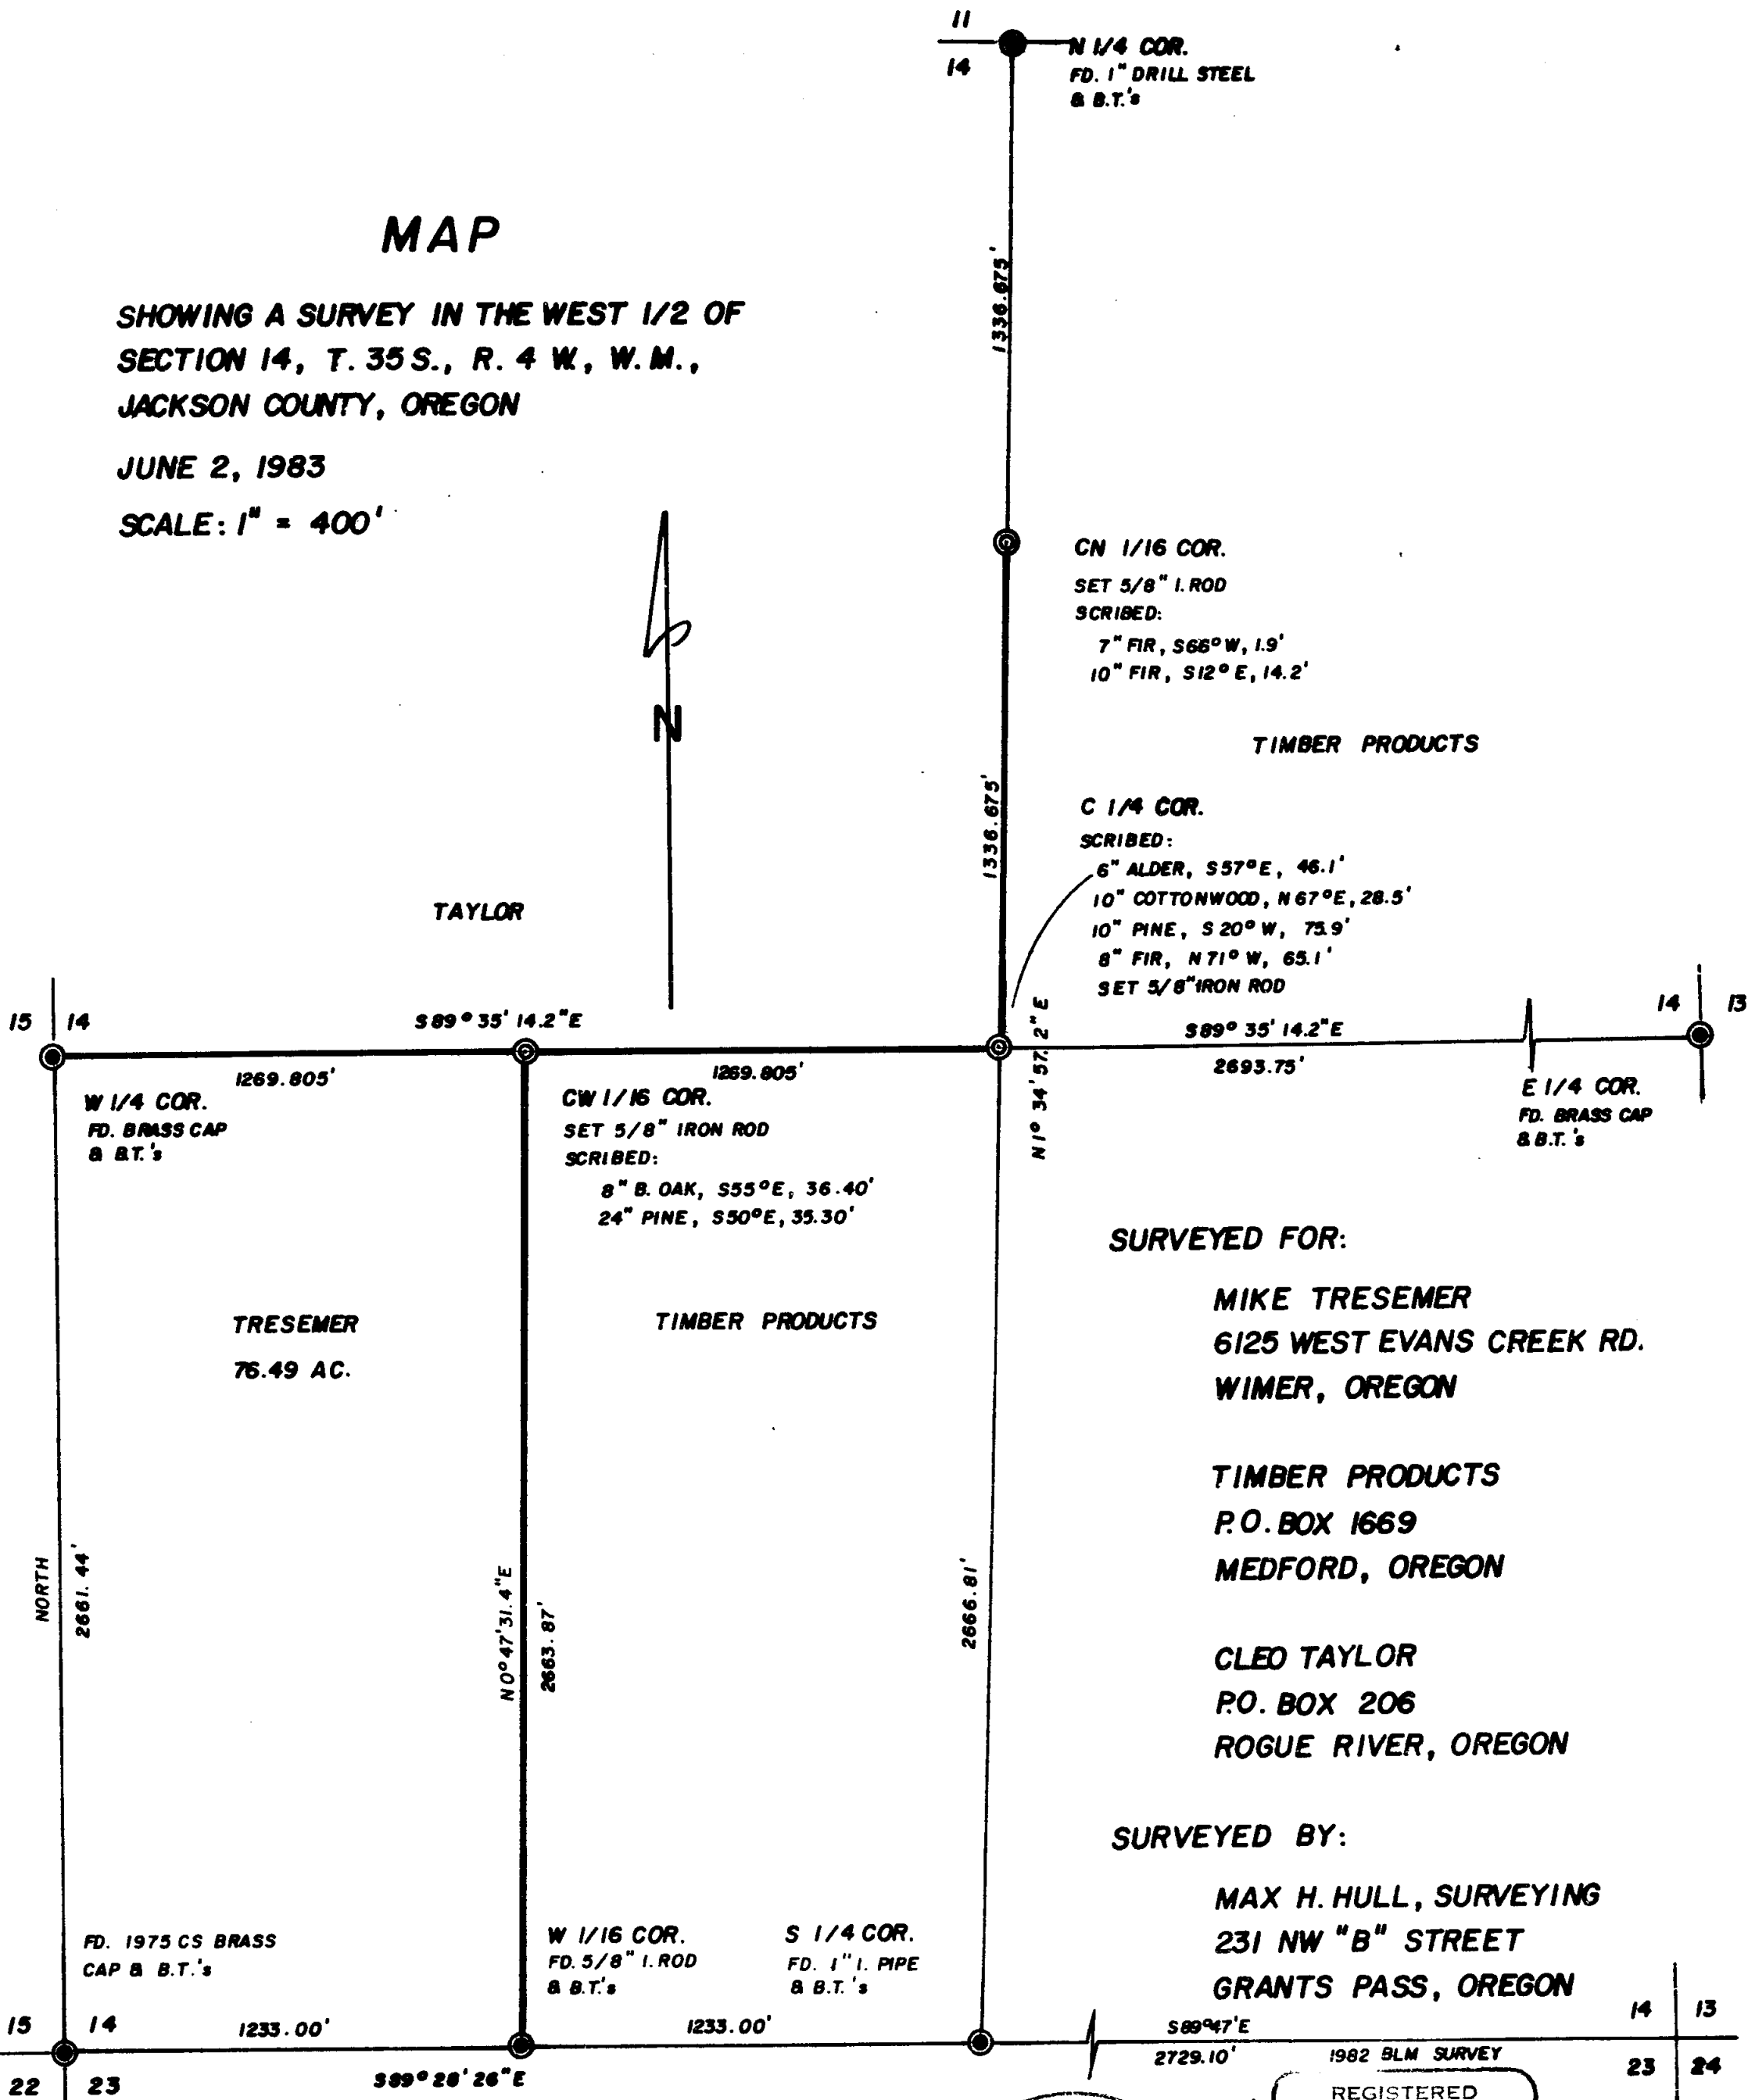 11
14
N 1/4 COR.
FD. 1" DRILL STEEL
& B.T.'s
MAP
SHOWING A SURVEY IN THE WEST 1/2 OF
SECTION 14, T. 35 S., R. 4 W., W.M.,
JACKSON COUNTY, OREGON
JUNE 2, 1983
SCALE: 1" = 400'
1336.675'
N
CN 1/16 COR.
SET 5/8" I. ROD
SCRIBED:
7" FIR, S66°W, 1.9'
10" FIR, S12°E, 14.2'
TIMBER PRODUCTS
1336.675'
C 1/4 COR.
SCRIBED:
6" ALDER, S57°E, 46.1'
10" COTTONWOOD, N67°E, 28.5'
10" PINE, S20°W, 75.9'
8" FIR, N71°W, 65.1'
SET 5/8" IRON ROD
TAYLOR
15 14
S89°35'14.2"E
N1°34'57.2"E
S89°35'14.2"E
14 13
1269.805'
1269.805'
2693.75'
W 1/4 COR.
FD. BRASS CAP
& B.T.'s
CW 1/16 COR.
SET 5/8" IRON ROD
SCRIBED:
8" B. OAK, S55°E, 36.40'
24" PINE, S50°E, 35.30'
E 1/4 COR.
FD. BRASS CAP
& B.T.'s
TRESEMER
76.49 AC.
TIMBER PRODUCTS
SURVEYED FOR:
MIKE TRESEMER
6125 WEST EVANS CREEK RD.
WIMER, OREGON
TIMBER PRODUCTS
P.O. BOX 1669
MEDFORD, OREGON
CLEO TAYLOR
P.O. BOX 206
ROGUE RIVER, OREGON
NORTH
2661.44'
N0°47'31.4"E
2663.87'
2666.81'
SURVEYED BY:
MAX H. HULL, SURVEYING
231 NW "B" STREET
GRANTS PASS, OREGON
FD. 1975 CS BRASS
CAP & B.T.'s
W 1/16 COR.
FD. 5/8" I. ROD
& B.T.'s
S 1/4 COR.
FD. 1" I. PIPE
& B.T.'s
15 14
1233.00'
1233.00'
S89°47'E
14 13
22 23
S89°28'26"E
2729.10'
1982 BLM SURVEY
23 24
REGISTERED